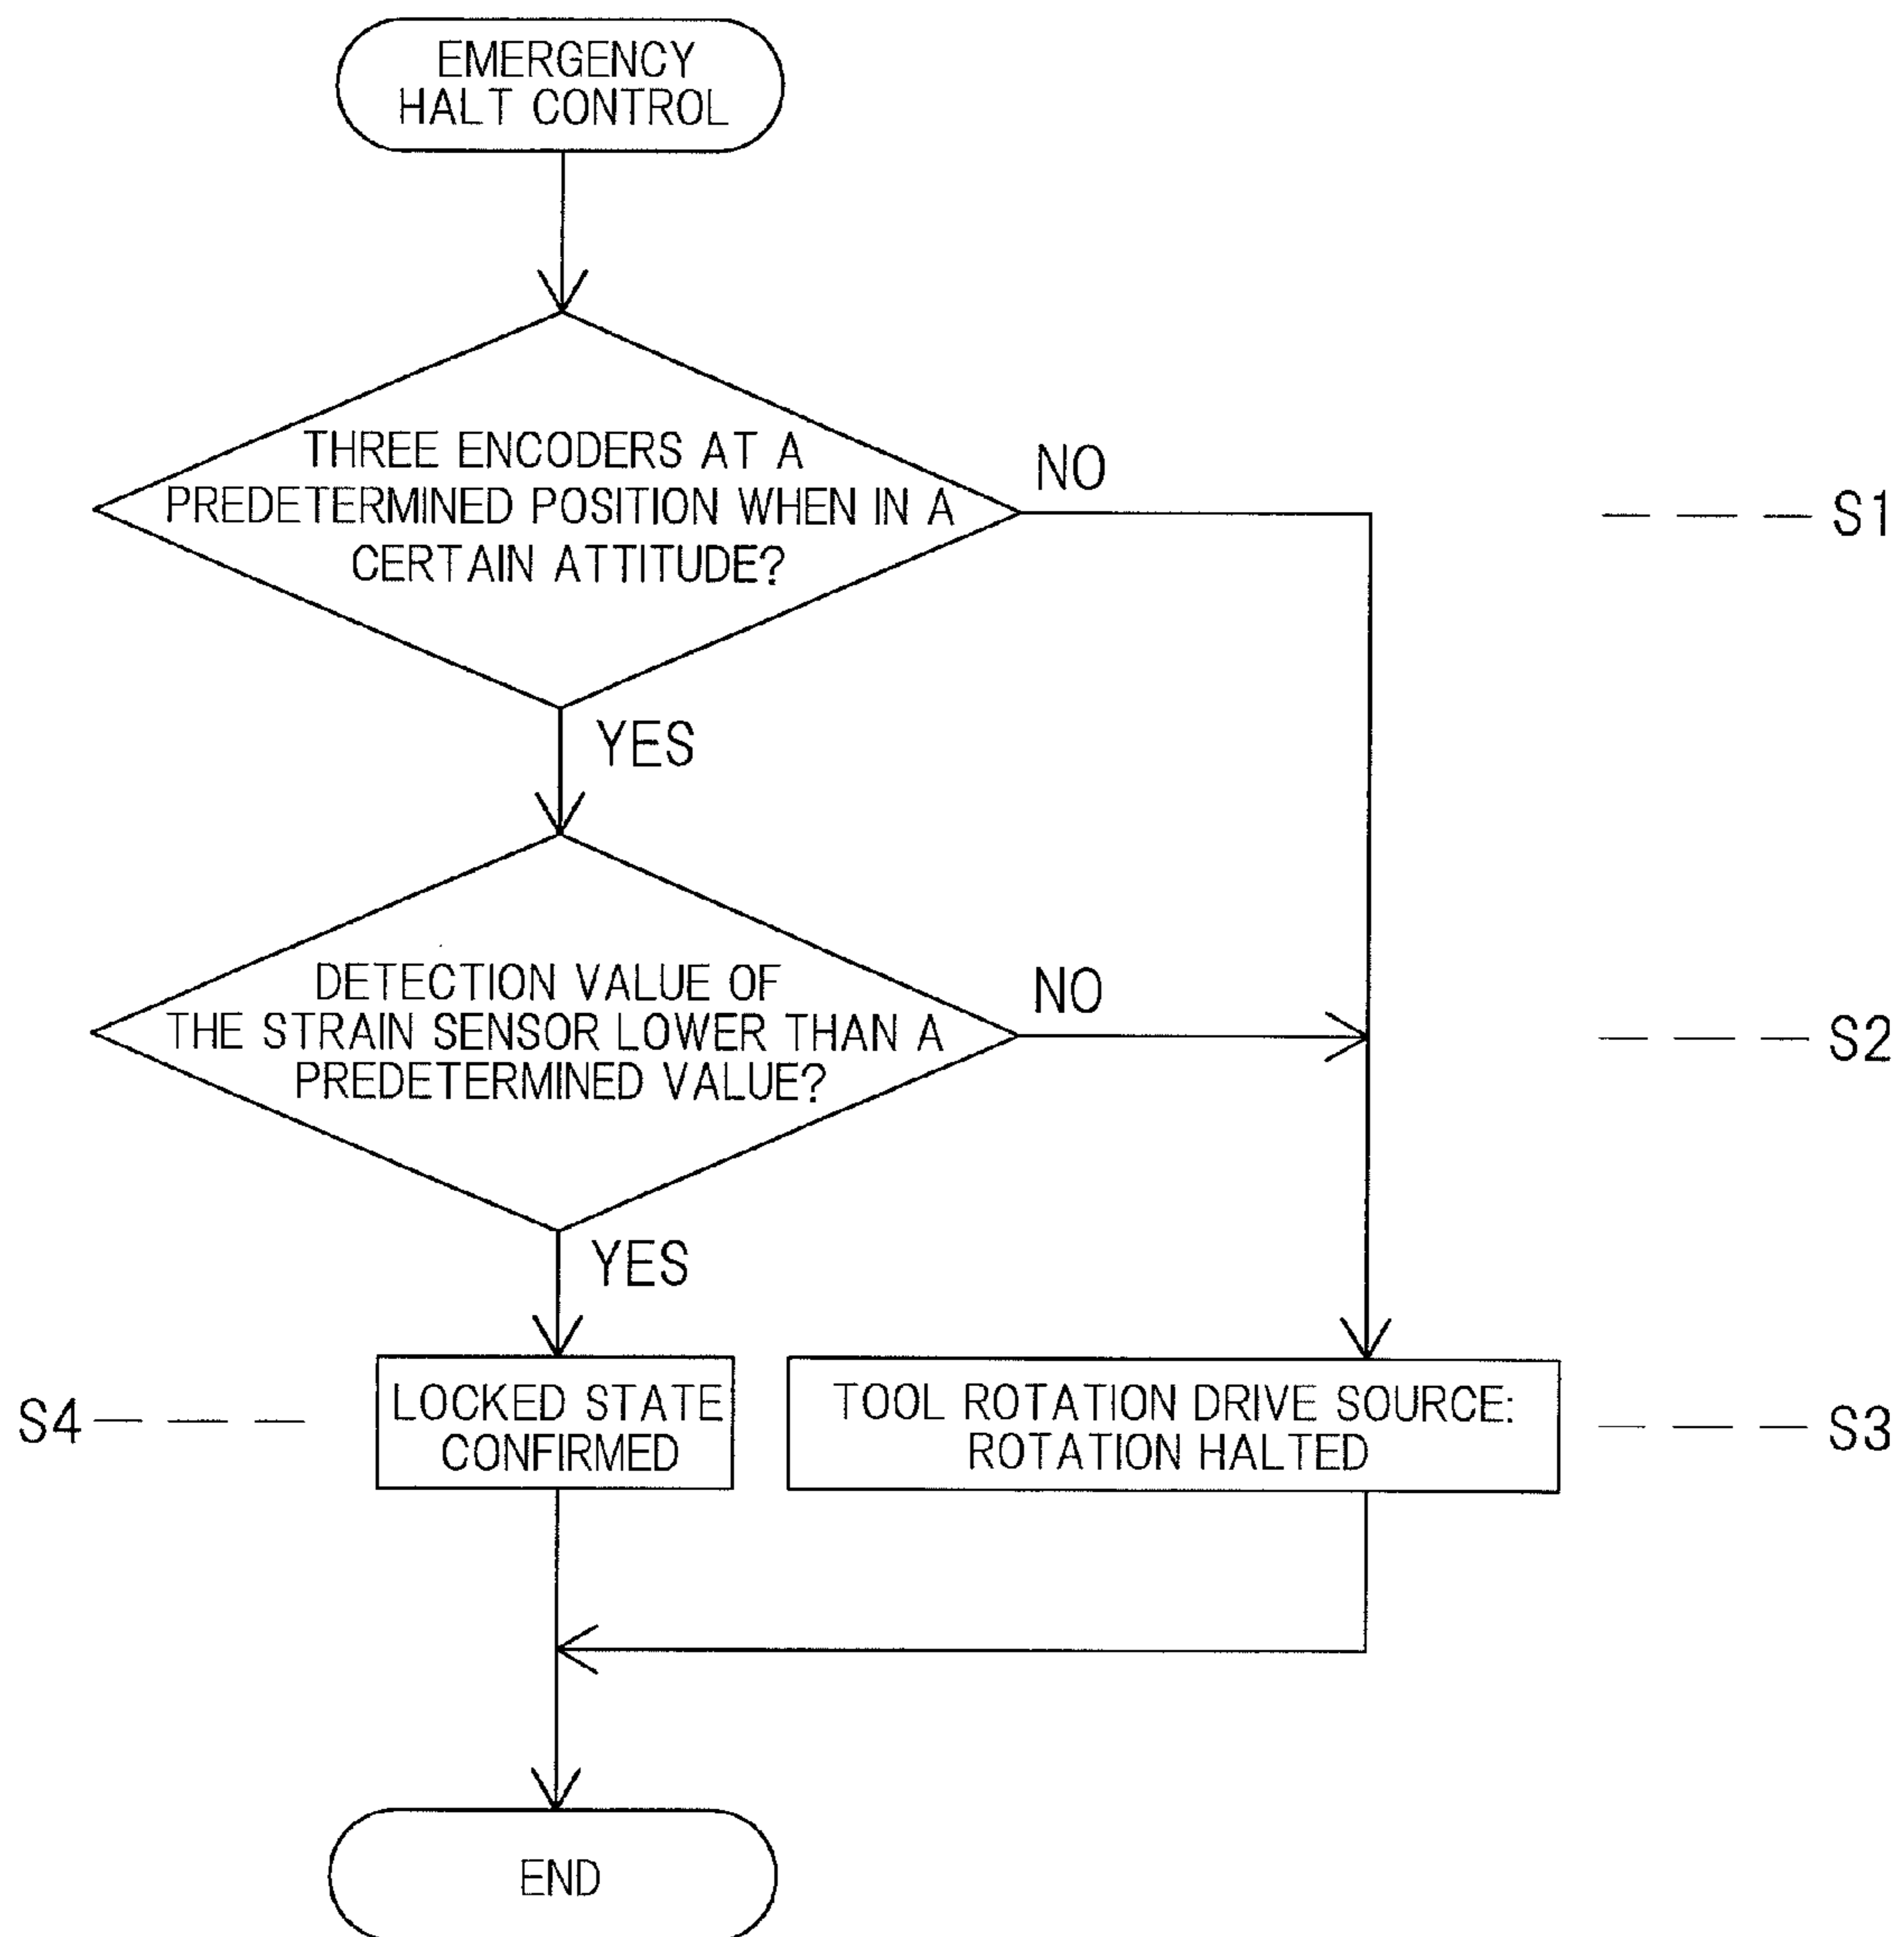 EMERGENCY
HALT CONTROL
THREE ENCODERS AT A
PREDETERMINED POSITION WHEN IN A
CERTAIN ATTITUDE?
NO
S1
YES
DETECTION VALUE OF
THE STRAIN SENSOR LOWER THAN A
PREDETERMINED VALUE?
NO
S2
YES
S4
LOCKED STATE
CONFIRMED
TOOL ROTATION DRIVE SOURCE:
ROTATION HALTED
S3
END